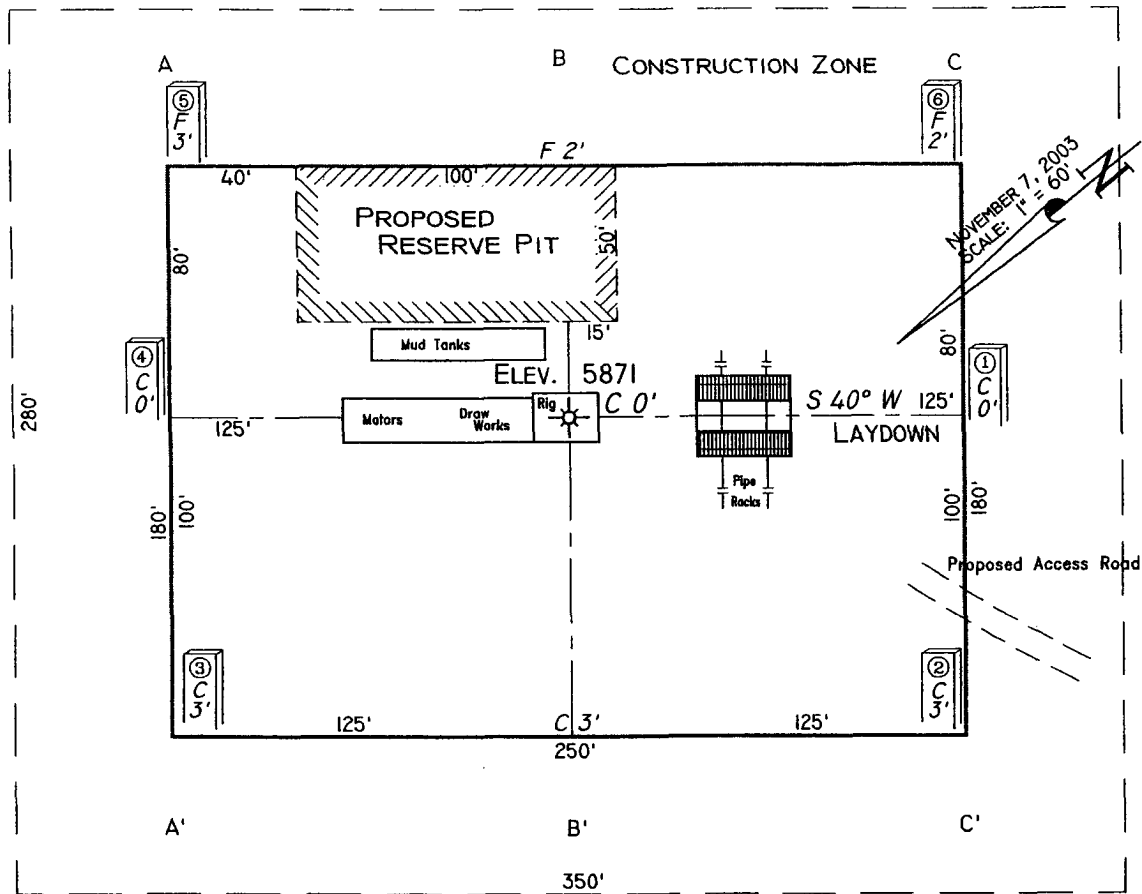 A
B
CONSTRUCTION ZONE
C
5
F
3'
6
F
2'
F 2'
40'
100'
NOVEMBER 7, 2003
SCALE: 1" = 60'
N
PROPOSED
RESERVE PIT
50'
80'
80'
15'
Mud Tanks
4
C
0'
ELEV. 5871
1
C
0'
280'
Rig
C 0'
S 40° W
125'
125'
Motors
Draw
Works
LAYDOWN
Pipe
Racks
180'
100'
100'
180'
Proposed Access Road
3
C
3'
2
C
3'
125'
C 3'
125'
250'
A'
B'
C'
350'